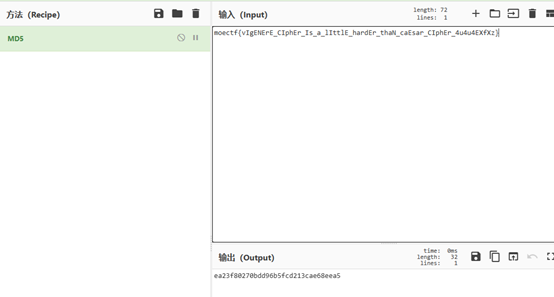 方法（Recipe）
MD5
输入（Input）
length: 72
lines: 1
moectf{vIgENErE_CIphEr_Is_a_lIttlE_hardEr_thaN_caEsar_CIphEr_4u4u4EXfXz}
输出（Output）
time: 0ms
length: 32
lines: 1
ea23f80270bdd96b5fcd213cae68eea5